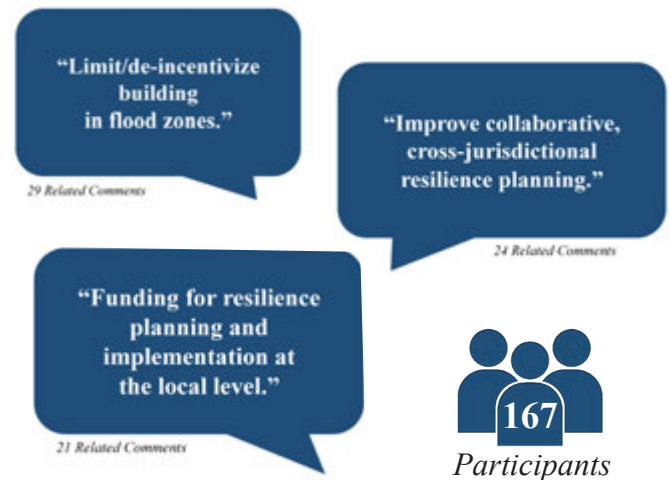 “Limit/de-incentivize
building
in flood zones.”
29 Related Comments
“Improve collaborative,
cross-jurisdictional
resilience planning.”
24 Related Comments
“Funding for resilience
planning and
implementation at
the local level.”
21 Related Comments
167
Participants